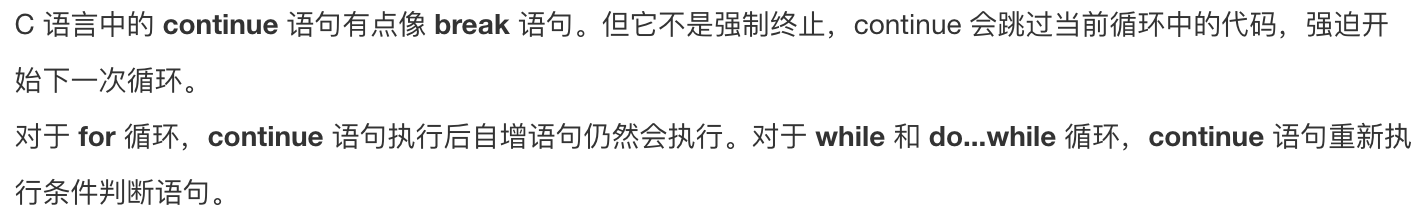 C 语言中的 continue 语句有点像 break 语句。但它不是强制终止，continue 会跳过当前循环中的代码，强迫开
始下一次循环。
对于 for 循环，continue 语句执行后自增语句仍然会执行。对于 while 和 do...while 循环，continue 语句重新执
行条件判断语句。